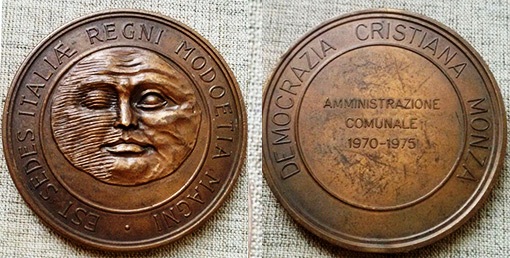 EST SEDES ITALIÆ REGNI MODOETIA MAGNI •
DEMOCRAZIA CRISTIANA MONZA
AMMINISTRAZIONE
COMUNALE
1970-1975